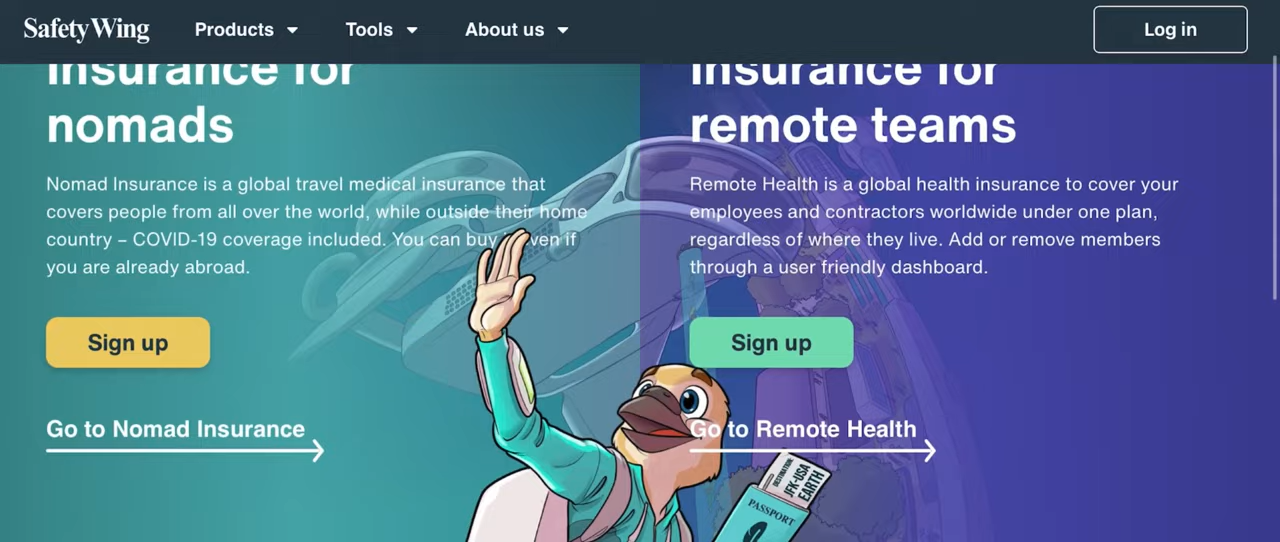 SafetyWing
Products
Tools
About us
Log in
insurance for
nomads
Nomad Insurance is a global travel medical insurance that
covers people from all over the world, while outside their home
country – COVID-19 coverage included. You can buy even if
you are already abroad.
Sign up
Go to Nomad Insurance
insurance for
remote teams
Remote Health is a global health insurance to cover your
employees and contractors worldwide under one plan,
regardless of where they live. Add or remove members
through a user friendly dashboard.
Sign up
Go to Remote Health
DESTINATION:
JFK-USA
EARTH
PASSPORT